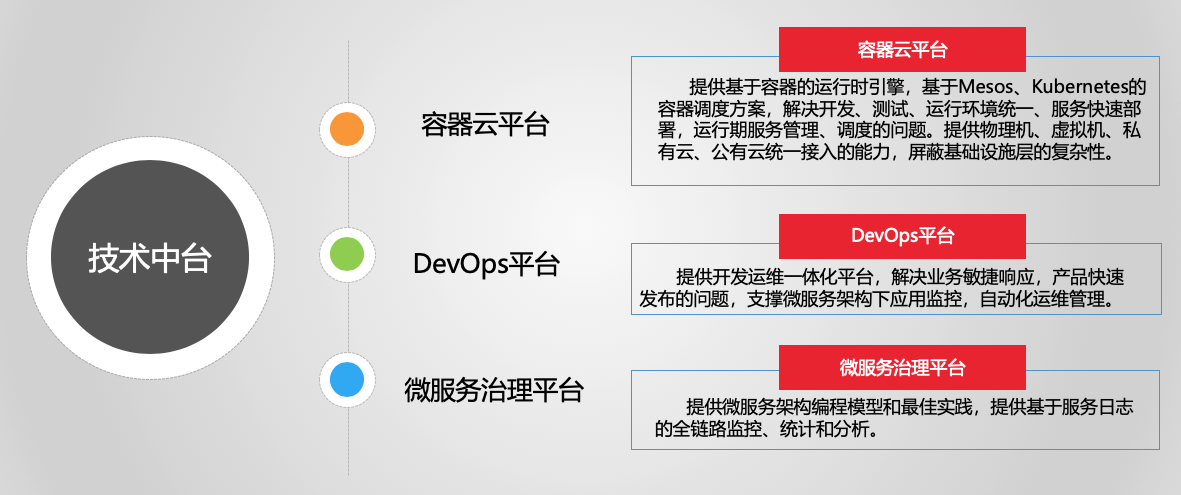 技术中台
容器云平台
DevOps平台
微服务治理平台
容器云平台
提供基于容器的运行时引擎，基于Mesos、Kubernetes的
容器调度方案，解决开发、测试、运行环境统一、服务快速部
署，运行期服务管理、调度的问题。提供物理机、虚拟机、私
有云、公有云统一接入的能力，屏蔽基础设施层的复杂性。
DevOps平台
提供开发运维一体化平台，解决业务敏捷响应，产品快速
发布的问题，支撑微服务架构下应用监控，自动化运维管理。
微服务治理平台
提供微服务架构编程模型和最佳实践，提供基于服务日志
的全链路监控、统计和分析。